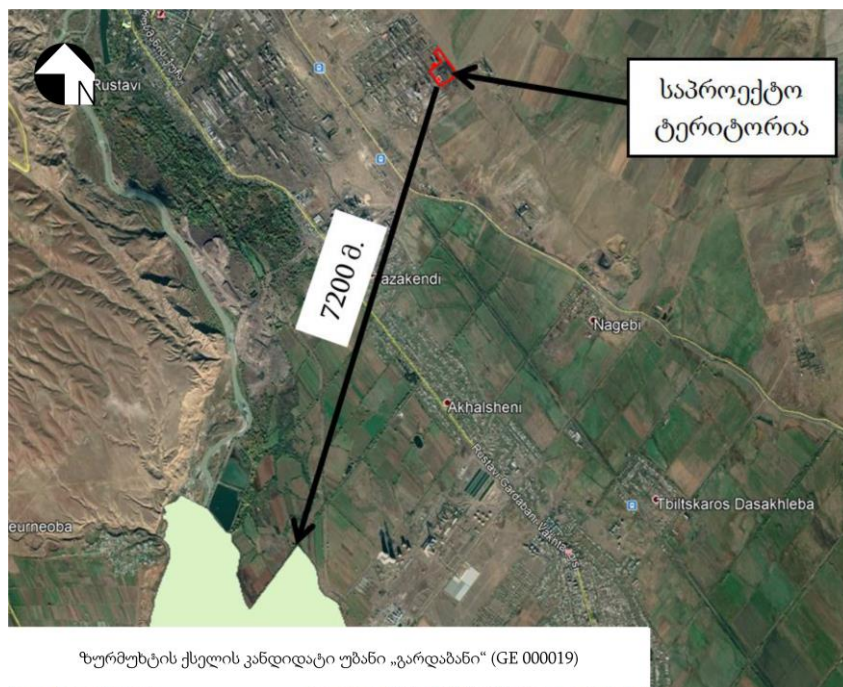 N
Rustavi
საპროექტო
ტერიტორია
7200 მ.
azakendi
Nagebi
Akhalsheni
Tbiltskaros Dasakhleba
eurneoba
ზურმუხტის ქსელის კანდიდატი უბანი „გარდაბანი“ (GE 000019)